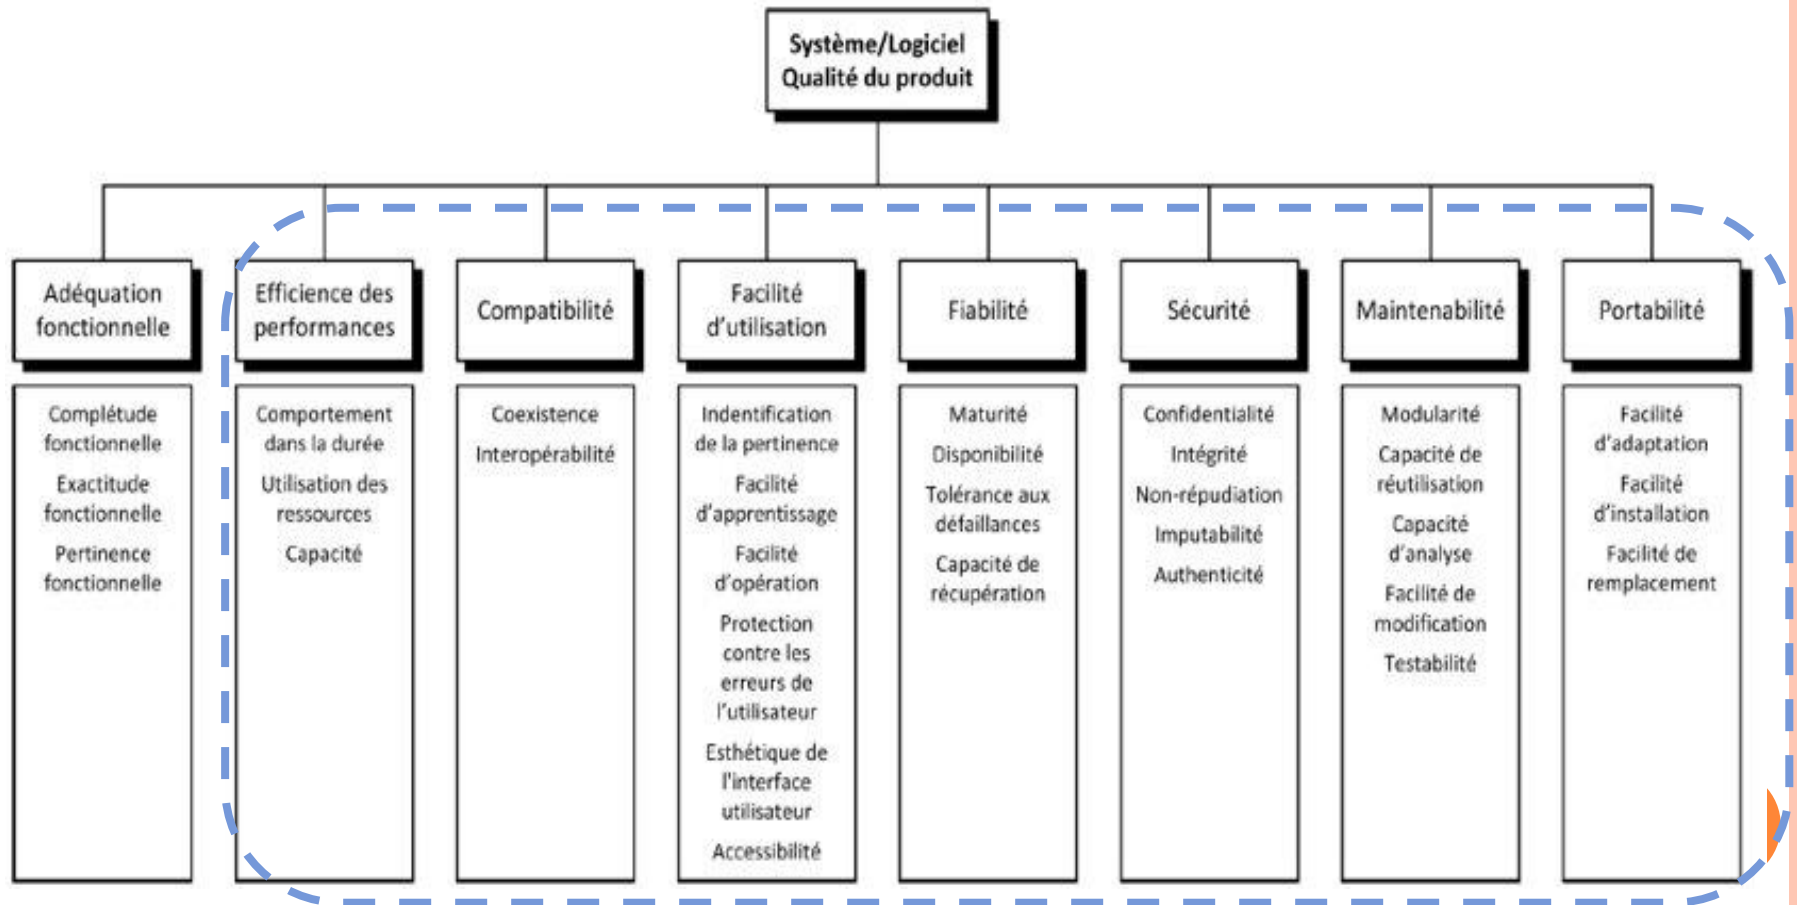 Système/Logiciel
Qualité du produit
Adéquation
fonctionnelle
Complétude
fonctionnelle
Exactitude
fonctionnelle
Pertinence
fonctionnelle
Efficience des
performances
Comportement
dans la durée
Utilisation des
ressources
Capacité
Compatibilité
Coexistence
Interopérabilité
Facilité
d'utilisation
Indentification
de la pertinence
Facilité
d'apprentissage
Facilité
d'opération
Protection
contre les
erreurs de
l'utilisateur
Esthétique de
l'interface
utilisateur
Accessibilité
Fiabilité
Maturité
Disponibilité
Tolérance aux
défaillances
Capacité de
récupération
Sécurité
Confidentialité
Intégrité
Non-répudiation
Imputabilité
Authenticité
Maintenabilité
Modularité
Capacité de
réutilisation
Capacité
d'analyse
Facilité de
modification
Testabilité
Portabilité
Facilité
d'adaptation
Facilité
d'installation
Facilité de
remplacement